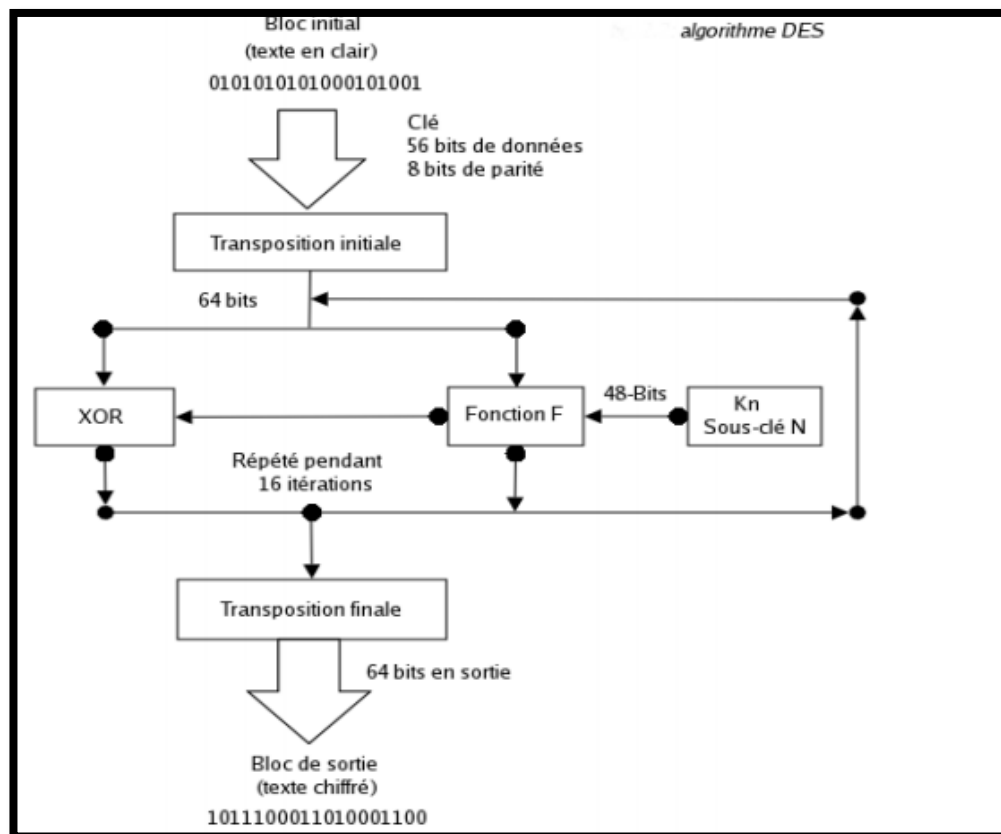 Bloc initial
algorithme DES
(texte en clair)
0101010101000101001
Clé
56 bits de données
8 bits de parité
Transposition initiale
64 bits
48-Bits
Kn
XOR
Fonction F
Sous-clé N
Répété pendant
16 itérations
Transposition finale
64 bits en sortie
Bloc de sortie
(texte chiffré)
1011100011010001100